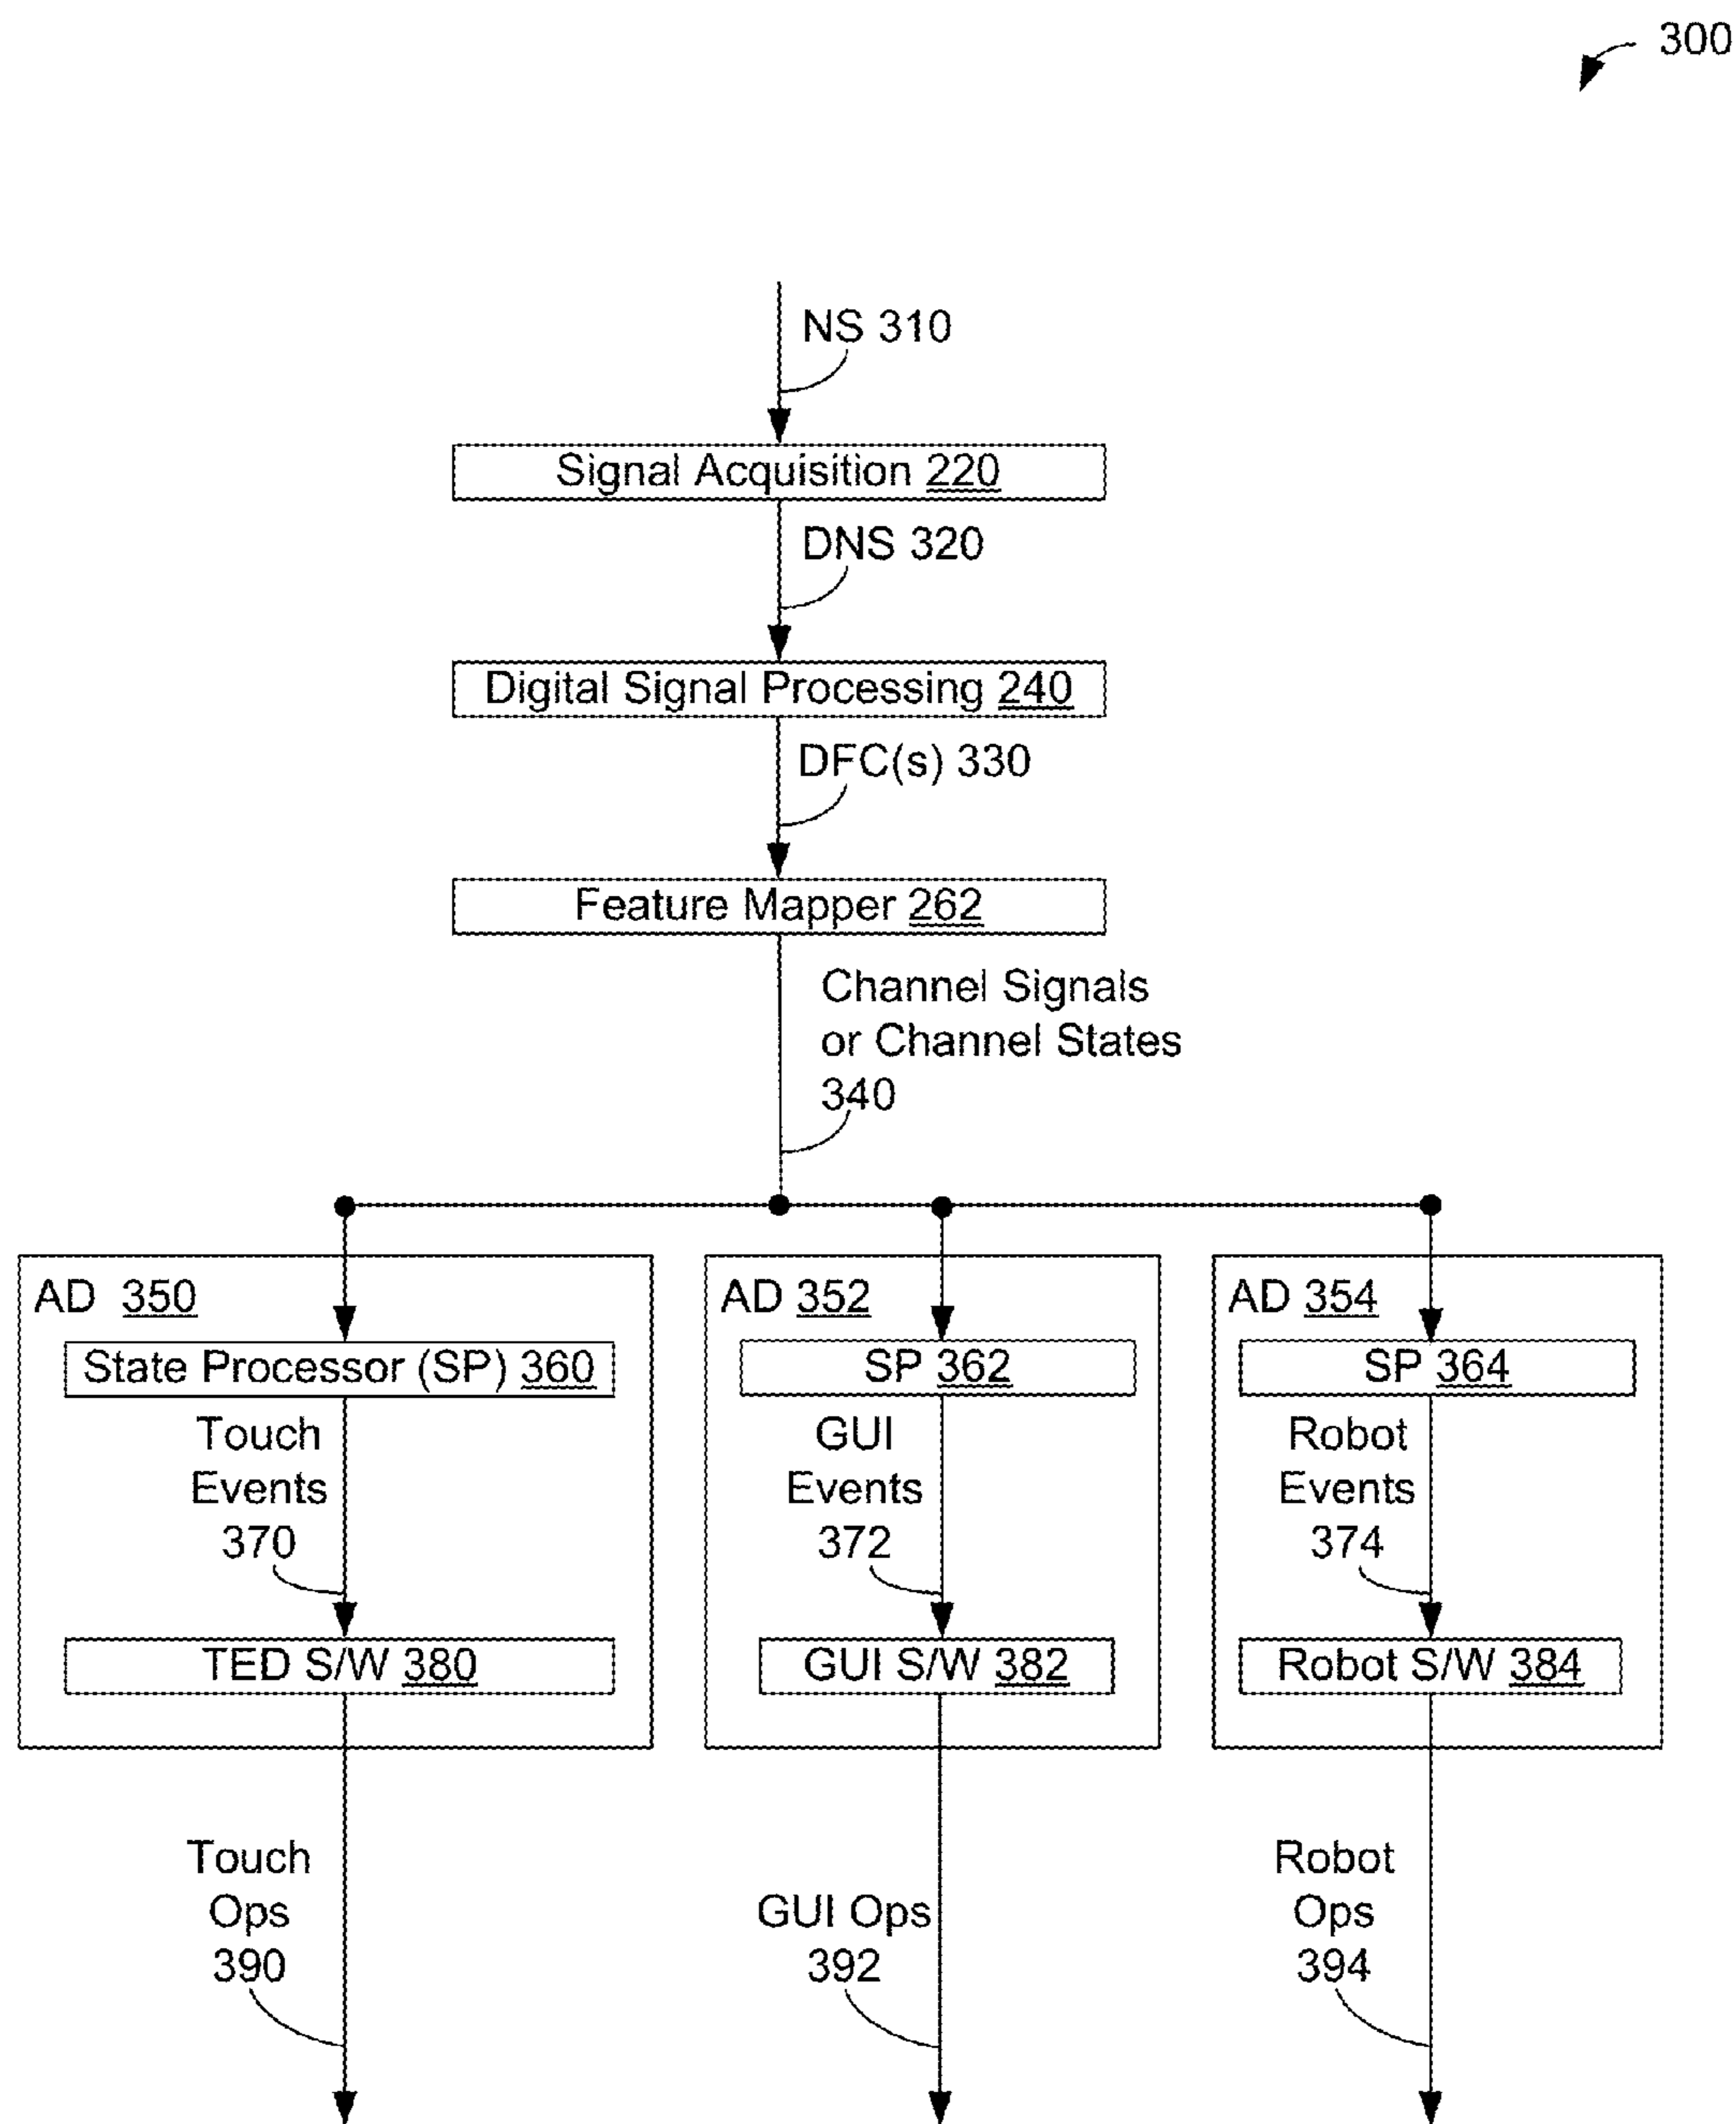 300
NS 310
Signal Acquisition 220
DNS 320
Digital Signal Processing 240
DFC(s) 330
Feature Mapper 262
Channel Signals
or Channel States
340
AD 350
AD 352
AD 354
State Processor (SP) 360
SP 362
SP 364
Touch
Events
370
GUI
Events
372
Robot
Events
374
TED S/W 380
GUI S/W 382
Robot S/W 384
Touch
Ops
390
GUI Ops
392
Robot
Ops
394